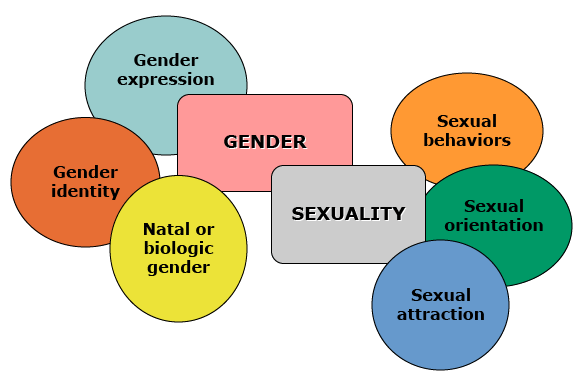 Gender
expression
GENDER
Gender
identity
Natal or
biologic
gender
SEXUALITY
Sexual
behaviors
Sexual
orientation
Sexual
attraction